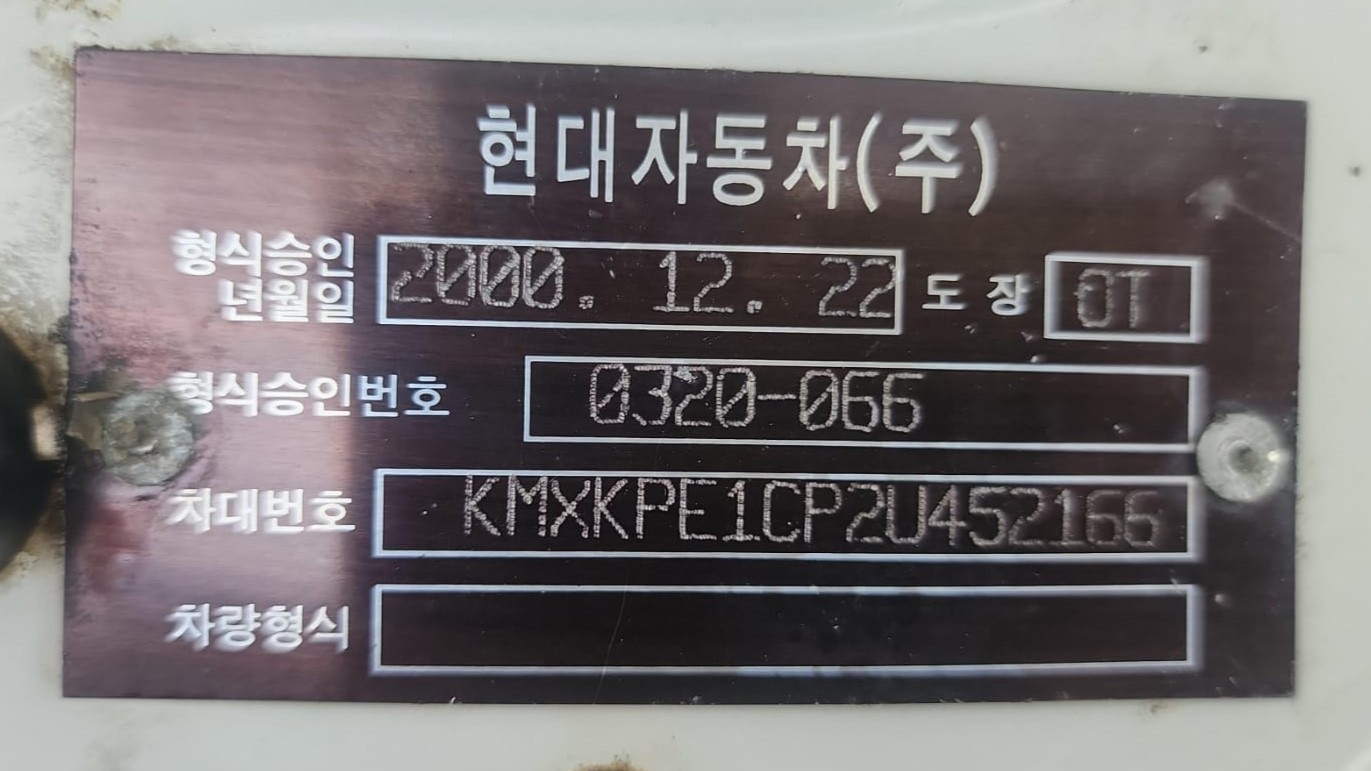 현대자동차(주)
형식승인
년월일 2000. 12. 22 도 장 OT
형식승인번호 0320-066
차대번호 KMXKPE1CP2U452166
차량형식